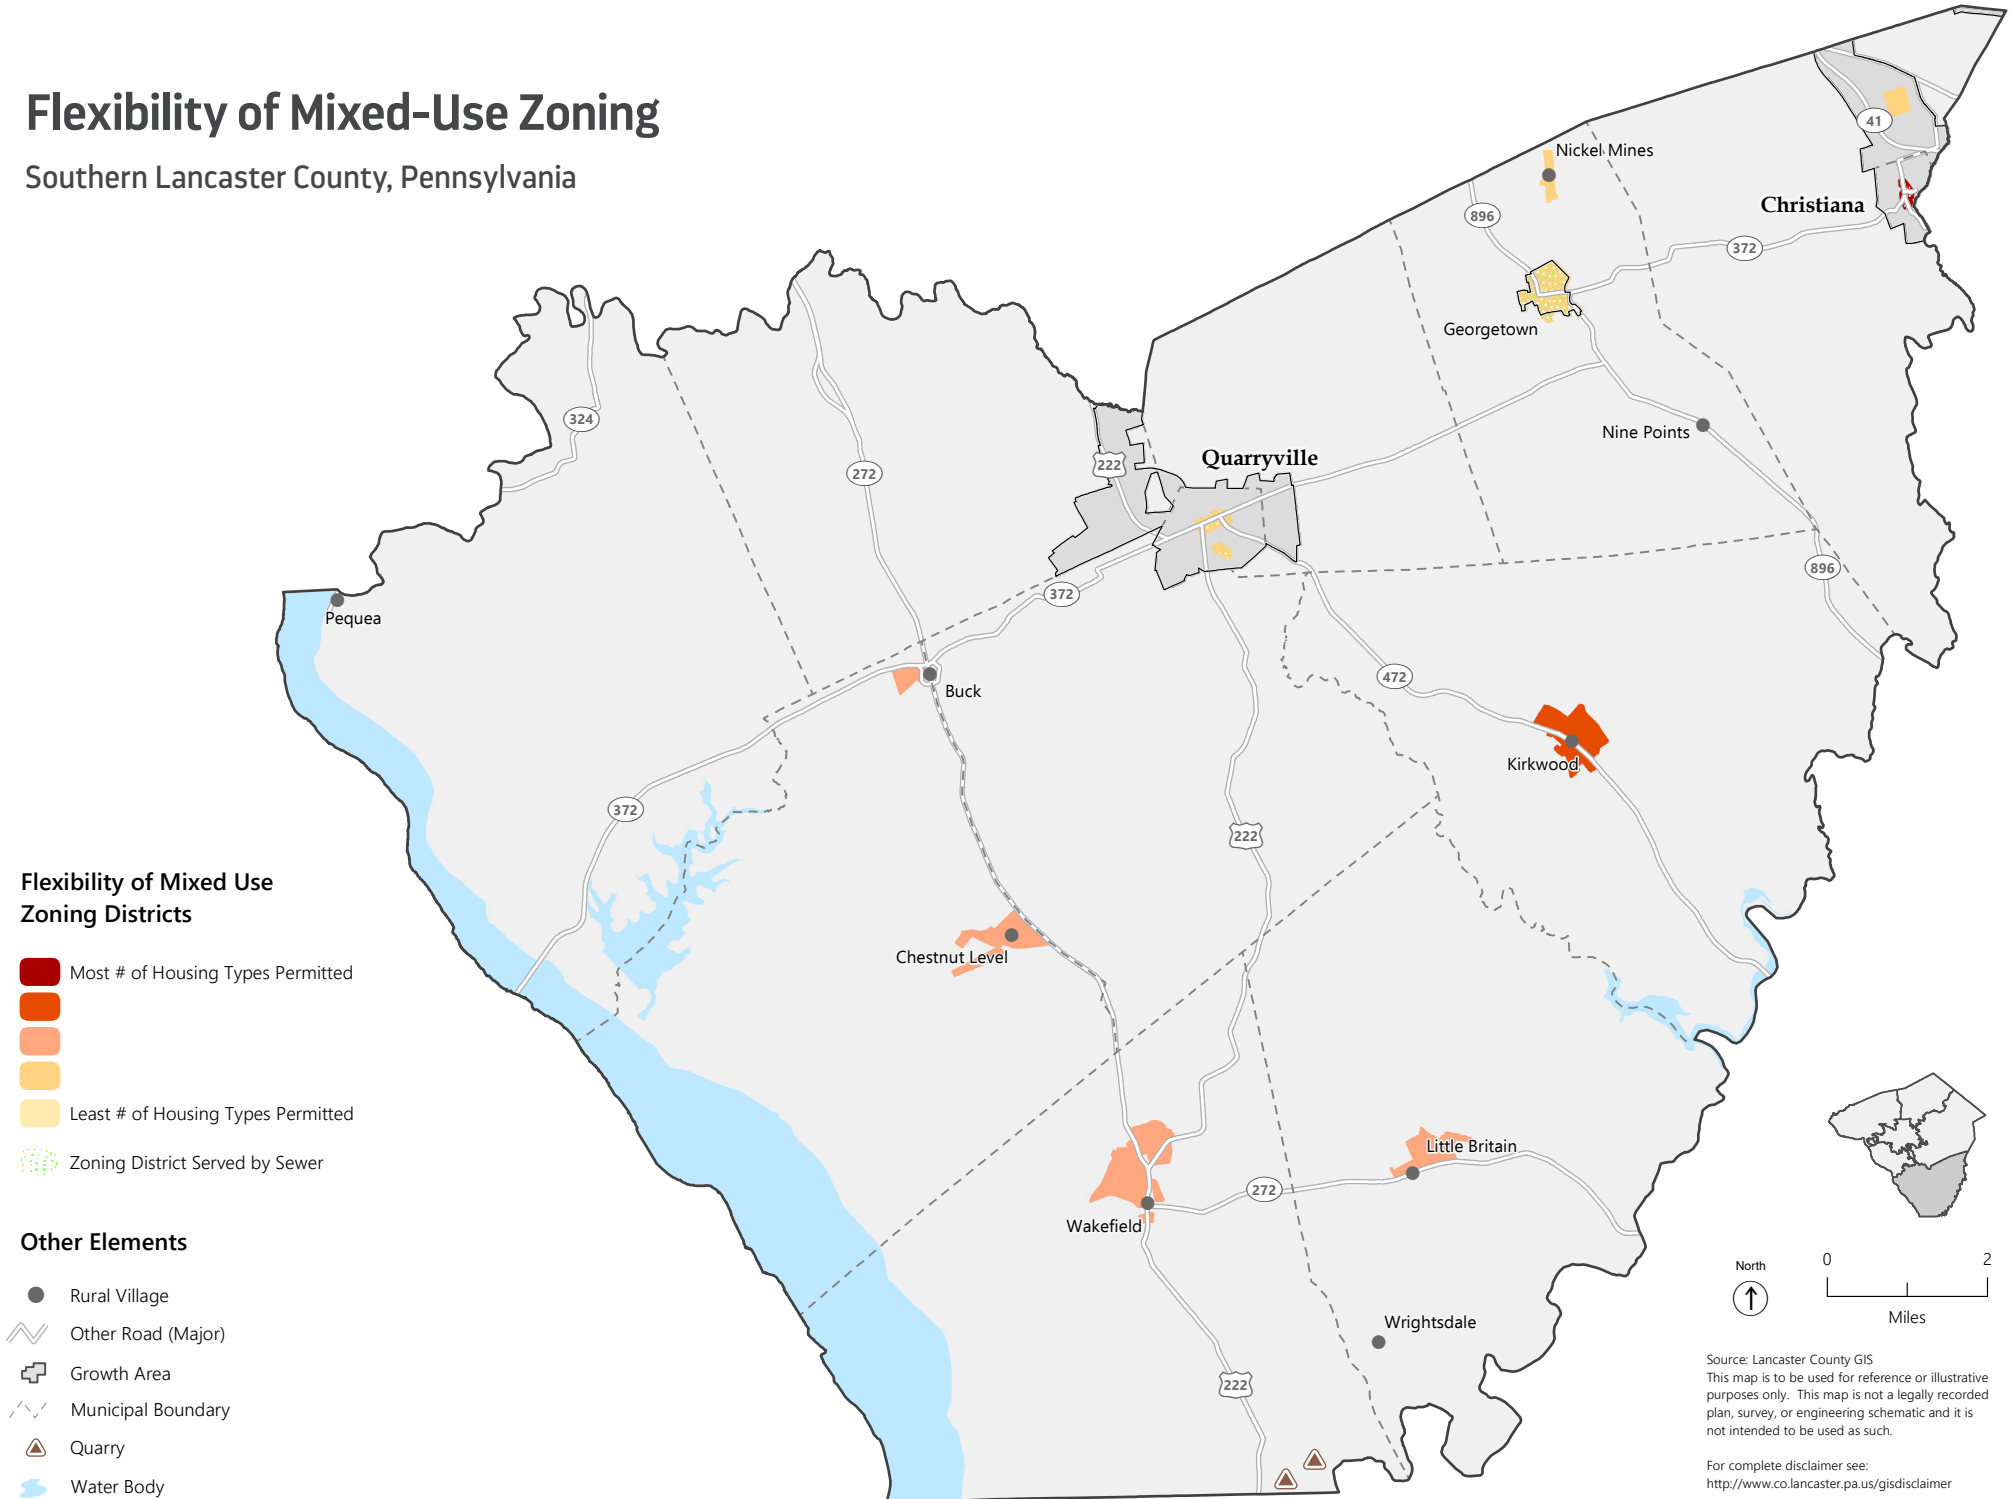 Flexibility of Mixed-Use Zoning
Southern Lancaster County, Pennsylvania
Nickel Mines
41
Christiana
896
372
Georgetown
324
272
222
Quarryville
Nine Points
Pequea
372
896
Buck
472
Kirkwood
372
222
Chestnut Level
Little Britain
272
Wakefield
Wrightsdale
222
Flexibility of Mixed Use
Zoning Districts
Most # of Housing Types Permitted
Least # of Housing Types Permitted
Zoning District Served by Sewer
Other Elements
Rural Village
Other Road (Major)
Growth Area
Municipal Boundary
Quarry
Water Body
North
0 2
Miles
Source: Lancaster County GIS
This map is to be used for reference or illustrative
purposes only. This map is not a legally recorded
plan, survey, or engineering schematic and it is
not intended to be used as such.
For complete disclaimer see:
http://www.co.lancaster.pa.us/gisdisclaimer